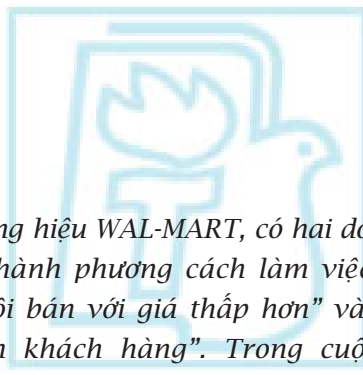 ng hiệu WAL-MART, có hai do
hành phương cách làm việc
ôi bán với giá thấp hơn” và
n khách hàng”. Trong cuộ